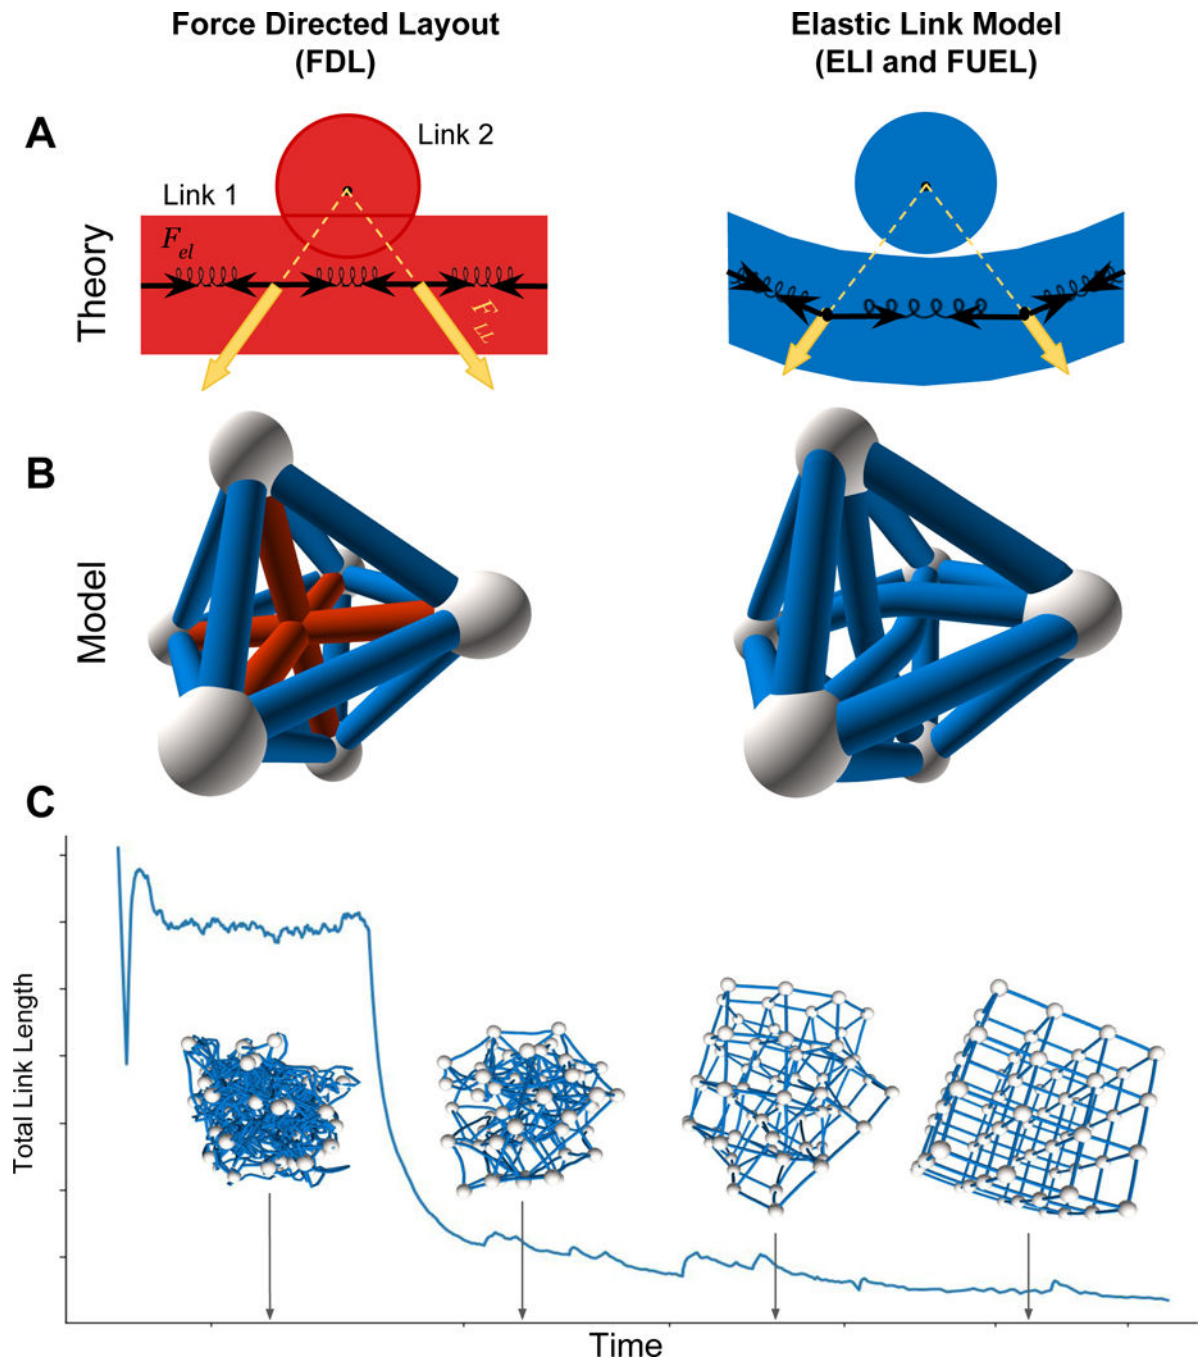 Force Directed Layout
(FDL)
Elastic Link Model
(ELI and FUEL)
A
Link 2
Link 1
F_el
F_LL
Theory
B
Model
C
Total Link Length
Time